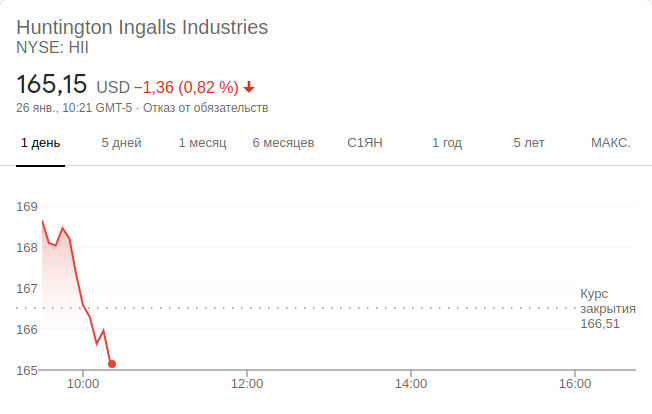 Huntington Ingalls Industries
NYSE: HII
165,15 USD −1,36 (0,82 %)
26 янв., 10:21 GMT-5 · Отказ от обязательств
1 день 5 дней 1 месяц 6 месяцев С1ЯН 1 год 5 лет МАКС.
169
168
167
166
165
Курс
закрытия
166,51
10:00 12:00 14:00 16:00